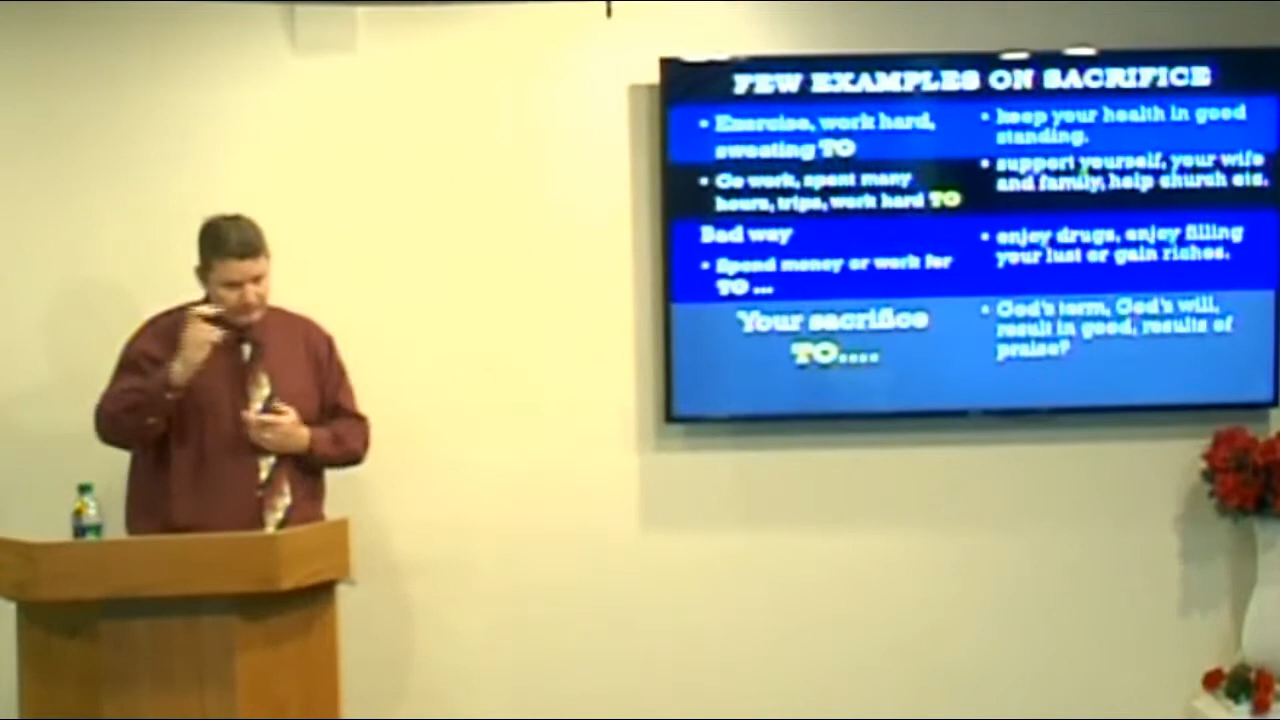 FEW EXAMPLES ON SACRIFICE
• Exercise, work hard,
sweating TO
• keep your health in good
standing.
• Go work, spent many
hours, trips, work hard TO
• support yourself, your wife
and family, help church etc.
Bad way
• Spend money or work for
TO ...
• enjoy drugs, enjoy filling
your lust or gain riches.
Your sacrifice
TO....
• God's term, God's will,
result in good, results of
praise?